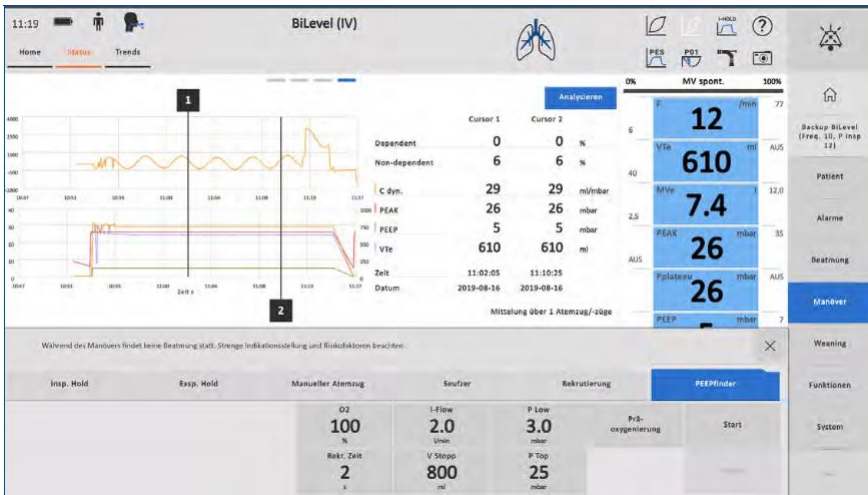 11:19
BiLevel (IV)
I-HOLD
?
PES
P01
Home
Status
Trends
0%
MV spont.
100%
Analysieren
Cursor 1
Cursor 2
Dependent
0
0
%
Non-dependent
6
6
%
C dyn.
29
29
ml/mbar
PEAK
26
26
mbar
PEEP
5
5
mbar
VTe
610
610
ml
Zeit
11:02:05
11:10:25
Datum
2019-08-16
2019-08-16
Mittelung über 1 Atemzug/-züge
1
2
Zeit s
F
/min
77
12
6
VTe
ml
AUS
610
40
MVe
l
12,0
7.4
2,5
PEAK
mbar
35
26
AUS
Pplateau
mbar
AUS
26
PEEP
mbar
7
Backup BiLevel
(Freq. 10, P Insp
12)
Patient
Alarme
Beatmung
Manöver
Weaning
Funktionen
System
Während des Manövers findet keine Beatmung statt. Strenge Indikationsstellung und Risikofaktoren beachten.
Insp. Hold
Exsp. Hold
Manueller Atemzug
Seufzer
Rekrutierung
PEEPfinder
O2
100
%
I-Flow
2.0
l/min
P Low
3.0
mbar
Prä-
oxygenierung
Start
Rekr. Zeit
2
s
V Stopp
800
ml
P Top
25
mbar